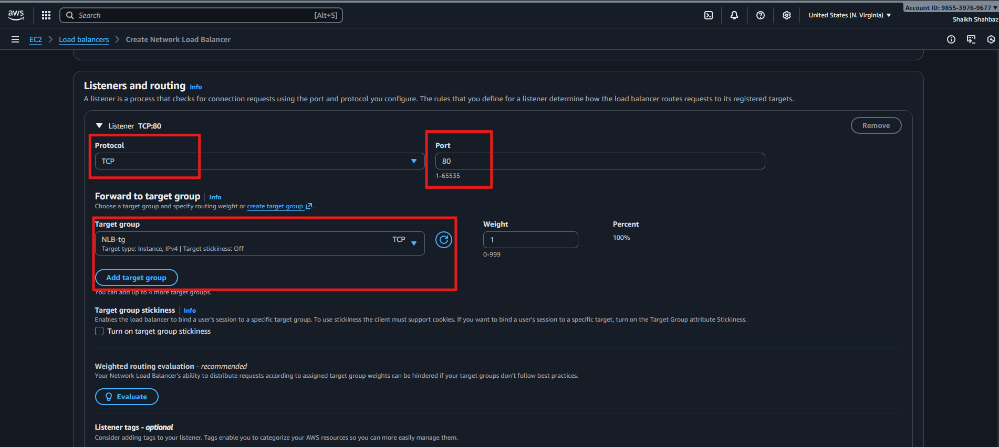 aws
Search [Alt+S]
United States (N. Virginia)
Account ID: 9855-3976-9677
Shaikh Shahbaz
EC2 Load balancers Create Network Load Balancer
Listeners and routing Info
A listener is a process that checks for connection requests using the port and protocol you configure. The rules that you define for a listener determine how the load balancer routes requests to its registered targets.
Listener TCP:80
Remove
Protocol
TCP
Port
80
1-65535
Forward to target group Info
Choose a target group and specify routing weight or create target group .
Target group
NLB-tg TCP
Target type: Instance, IPv4 | Target stickiness: Off
Weight
1
0-999
Percent
100%
Add target group
You can add up to 4 more target groups.
Target group stickiness Info
Enables the load balancer to bind a user's session to a specific target group. To use stickiness the client must support cookies. If you want to bind a user's session to a specific target, turn on the Target Group attribute Stickiness.
Turn on target group stickiness
Weighted routing evaluation - recommended
Your Network Load Balancer's ability to distribute requests according to assigned target group weights can be hindered if your target groups don't follow best practices.
Evaluate
Listener tags - optional
Consider adding tags to your listener. Tags enable you to categorize your AWS resources so you can more easily manage them.